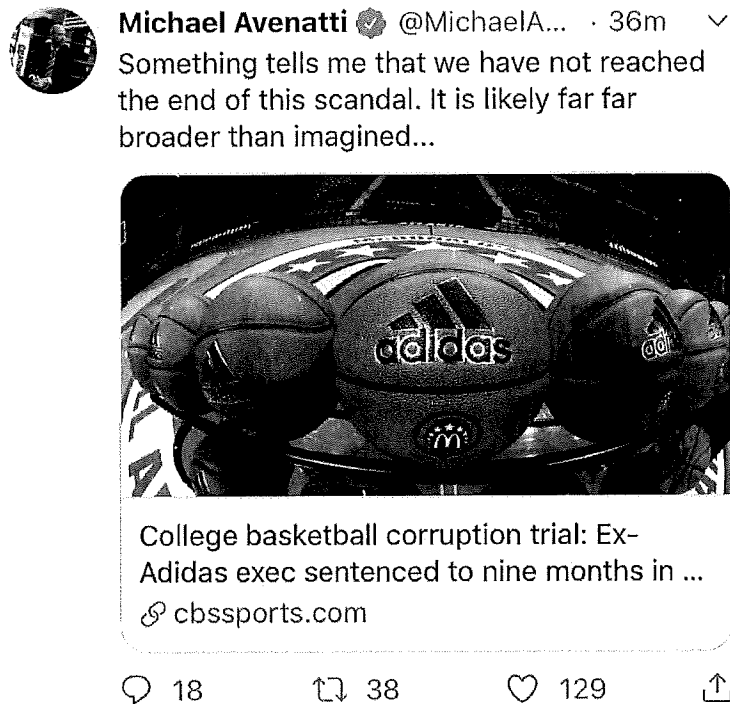 Michael Avenatti @MichaelA... · 36m
Something tells me that we have not reached
the end of this scandal. It is likely far far
broader than imagined...
adidas
College basketball corruption trial: Ex-
Adidas exec sentenced to nine months in ...
cbssports.com
18 38 129